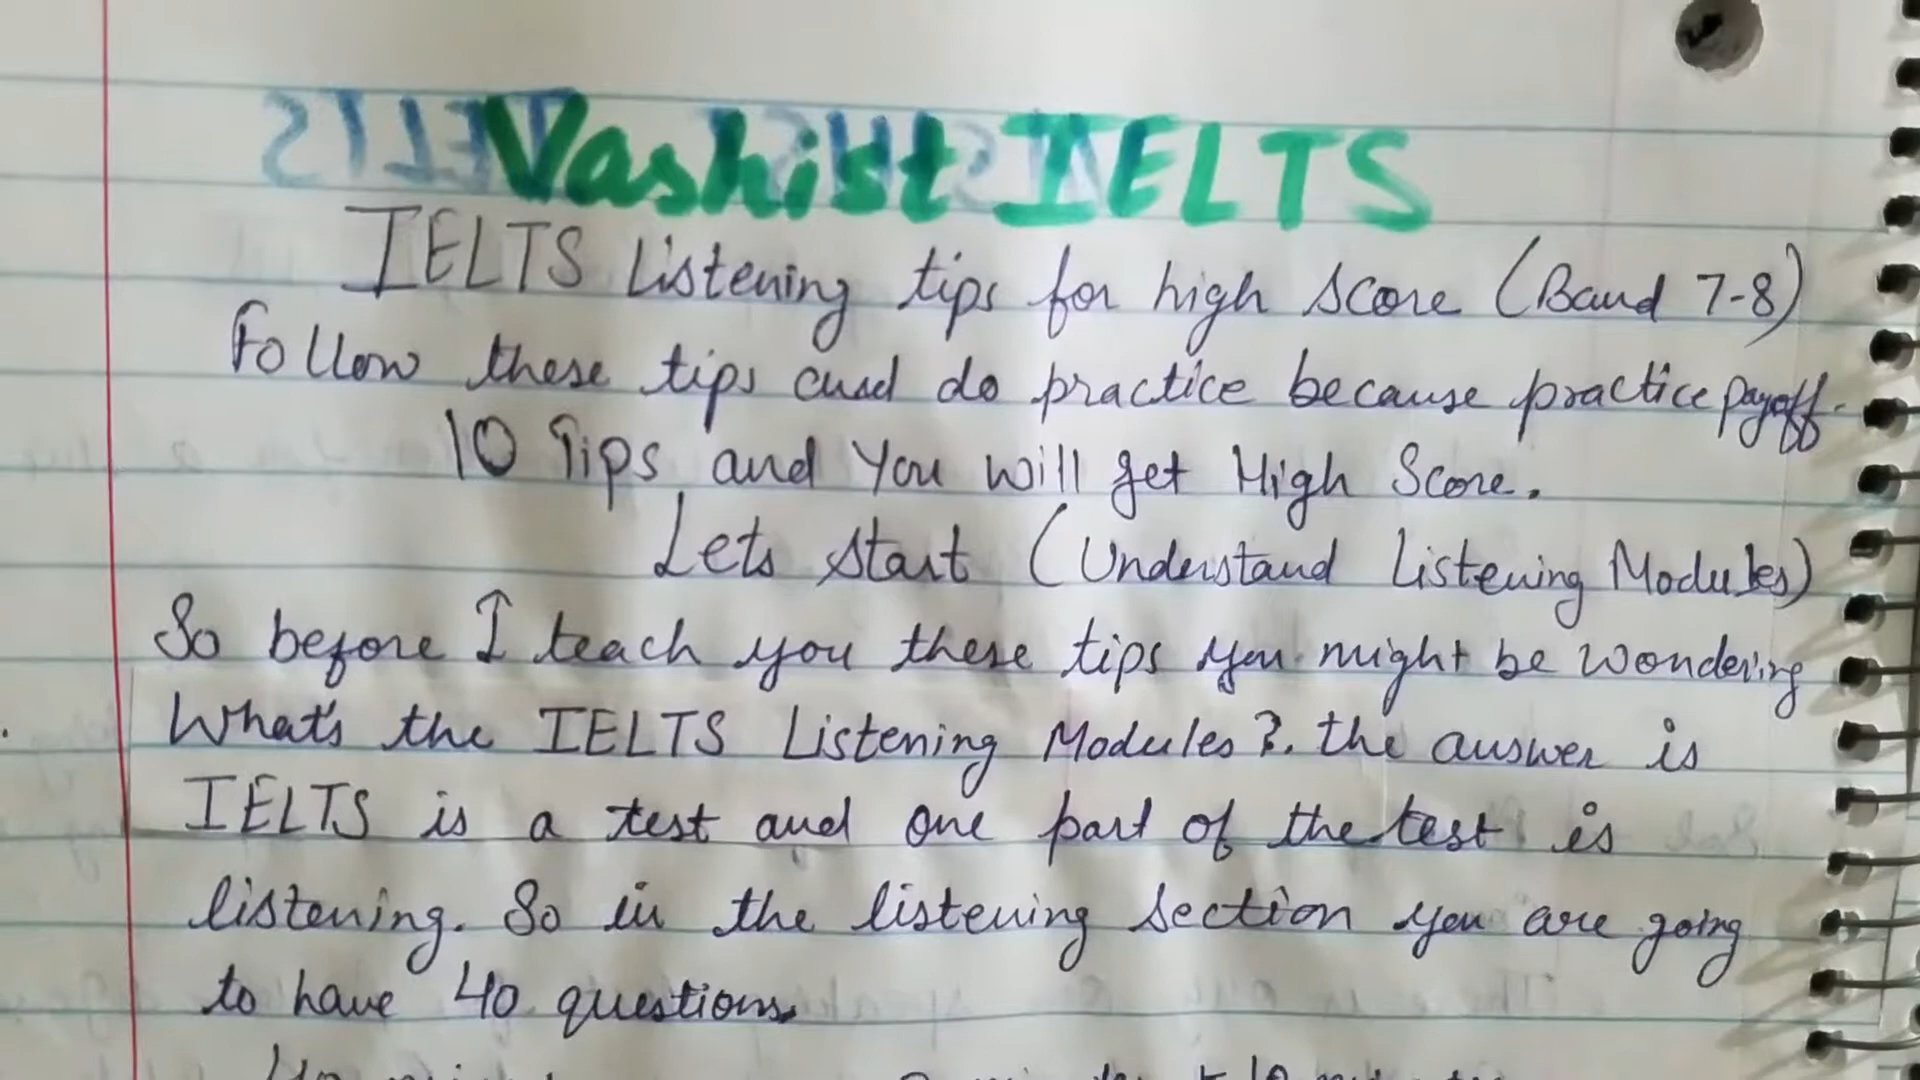 Vashist IELTS
IELTS Listening tips for high score (Band 7-8)
Follow these tips and do practice because practice payoff.
10 Tips and You will get High Score.
Lets start (Understand Listening Modules)
So before I teach you these tips you might be wondering
What's the IELTS Listening Modules?. the answer is
IELTS is a test and one part of the test is
listening. So in the listening section you are going
to have 40 questions.